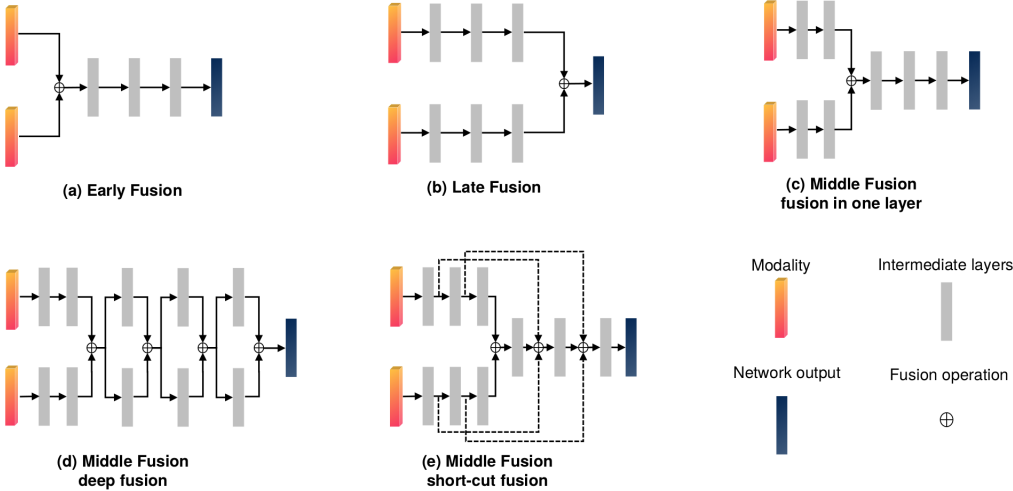 (a) Early Fusion
(b) Late Fusion
(c) Middle Fusion
fusion in one layer
(d) Middle Fusion
deep fusion
(e) Middle Fusion
short-cut fusion
Modality
Intermediate layers
Network output
Fusion operation